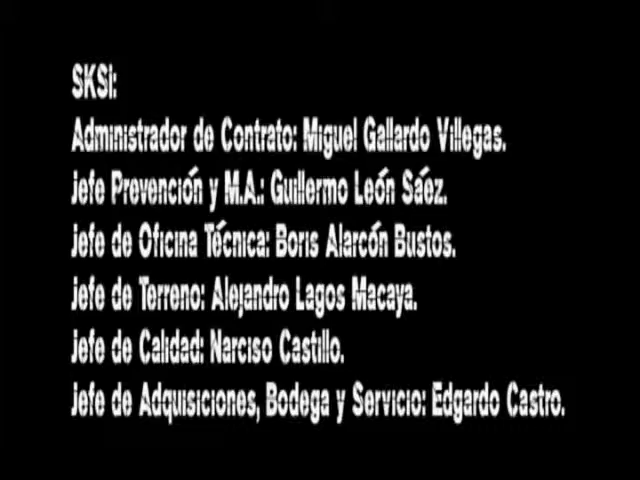 SKSI:
Administrador de Contrato: Miguel Gallardo Villegas.
jefe Prevención y M.A.: Guillermo León Sáez.
jefe de Oficina Técnica: Boris Alarcón Bustos.
jefe de Terreno: Alejandro Lagos Macaya.
jefe de Calidad: Narciso Castillo.
jefe de Adquisiciones, Bodega y Servicio: Edgardo Castro.